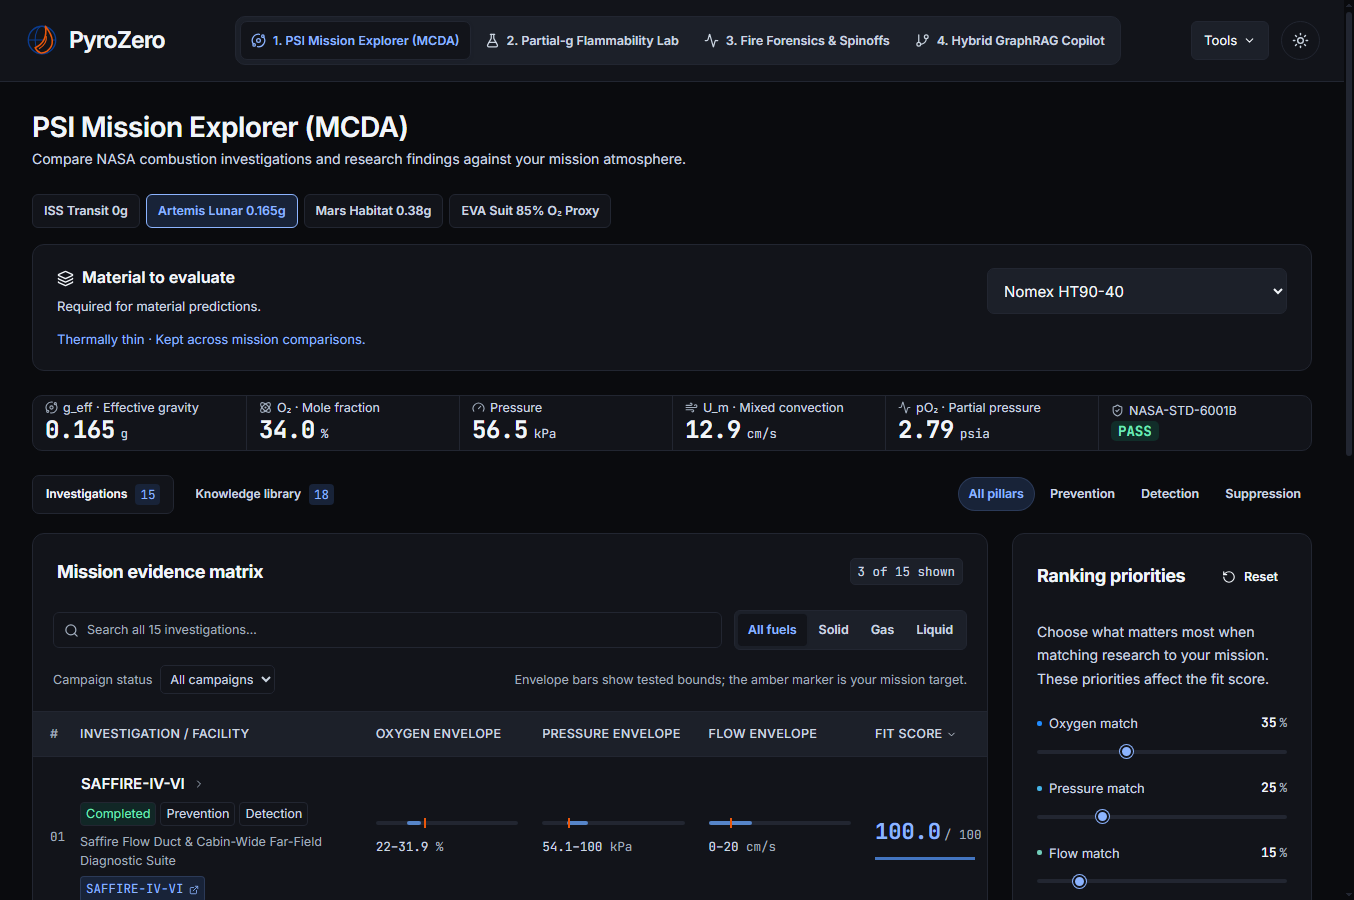 PyroZero
1. PSI Mission Explorer (MCDA)
2. Partial-g Flammability Lab
3. Fire Forensics & Spinoffs
4. Hybrid GraphRAG Copilot
Tools
PSI Mission Explorer (MCDA)
Compare NASA combustion investigations and research findings against your mission atmosphere.
ISS Transit 0g
Artemis Lunar 0.165g
Mars Habitat 0.38g
EVA Suit 85% O₂ Proxy
Material to evaluate
Required for material predictions.
Thermally thin · Kept across mission comparisons.
Nomex HT90-40
g_eff · Effective gravity
0.165 g
O₂ · Mole fraction
34.0 %
Pressure
56.5 kPa
U_m · Mixed convection
12.9 cm/s
pO₂ · Partial pressure
2.79 psia
NASA-STD-6001B
PASS
Investigations 15
Knowledge library 18
All pillars
Prevention
Detection
Suppression
Mission evidence matrix
3 of 15 shown
Search all 15 investigations...
All fuels
Solid
Gas
Liquid
Campaign status
All campaigns
Envelope bars show tested bounds; the amber marker is your mission target.
# INVESTIGATION / FACILITY OXYGEN ENVELOPE PRESSURE ENVELOPE FLOW ENVELOPE FIT SCORE
01
SAFFIRE-IV-VI
Completed Prevention Detection
Saffire Flow Duct & Cabin-Wide Far-Field
Diagnostic Suite
SAFFIRE-IV-VI
22–31.9 %
54.1–100 kPa
0–20 cm/s
100.0 / 100
Ranking priorities
Reset
Choose what matters most when
matching research to your mission.
These priorities affect the fit score.
Oxygen match 35 %
Pressure match 25 %
Flow match 15 %